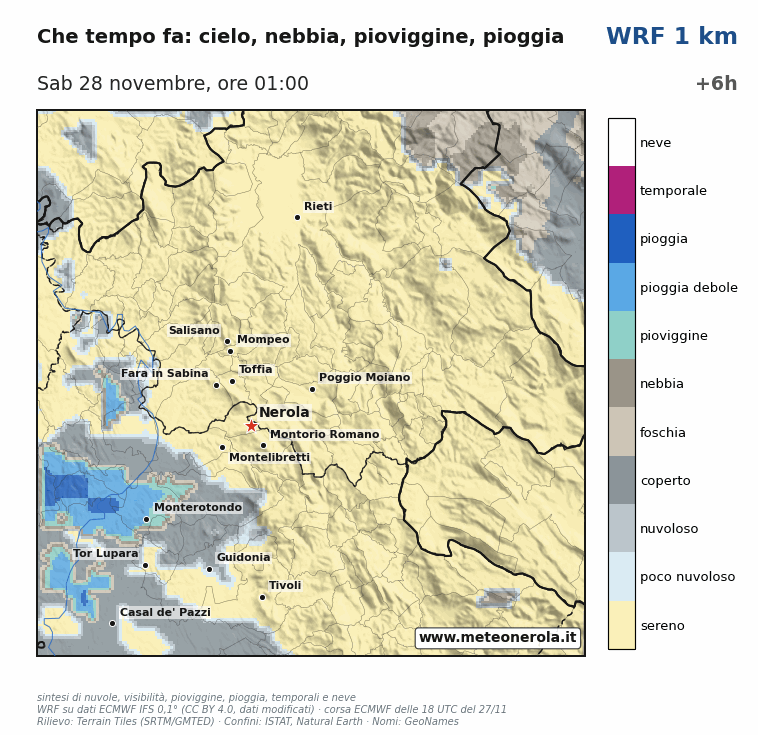 Che tempo fa: cielo, nebbia, pioviggine, pioggia
WRF 1 km
Sab 28 novembre, ore 01:00
+6h
neve
temporale
pioggia
pioggia debole
pioviggine
nebbia
foschia
coperto
nuvoloso
poco nuvoloso
sereno
Rieti
Salisano
Mompeo
Fara in Sabina
Toffia
Poggio Moiano
Nerola
Montorio Romano
Montelibretti
Monterotondo
Tor Lupara
Guidonia
Tivoli
Casal de' Pazzi
www.meteonerola.it
sintesi di nuvole, visibilità, pioviggine, pioggia, temporali e neve
WRF su dati ECMWF IFS 0,1° (CC BY 4.0, dati modificati) · corsa ECMWF delle 18 UTC del 27/11
Rilievo: Terrain Tiles (SRTM/GMTED) · Confini: ISTAT, Natural Earth · Nomi: GeoNames